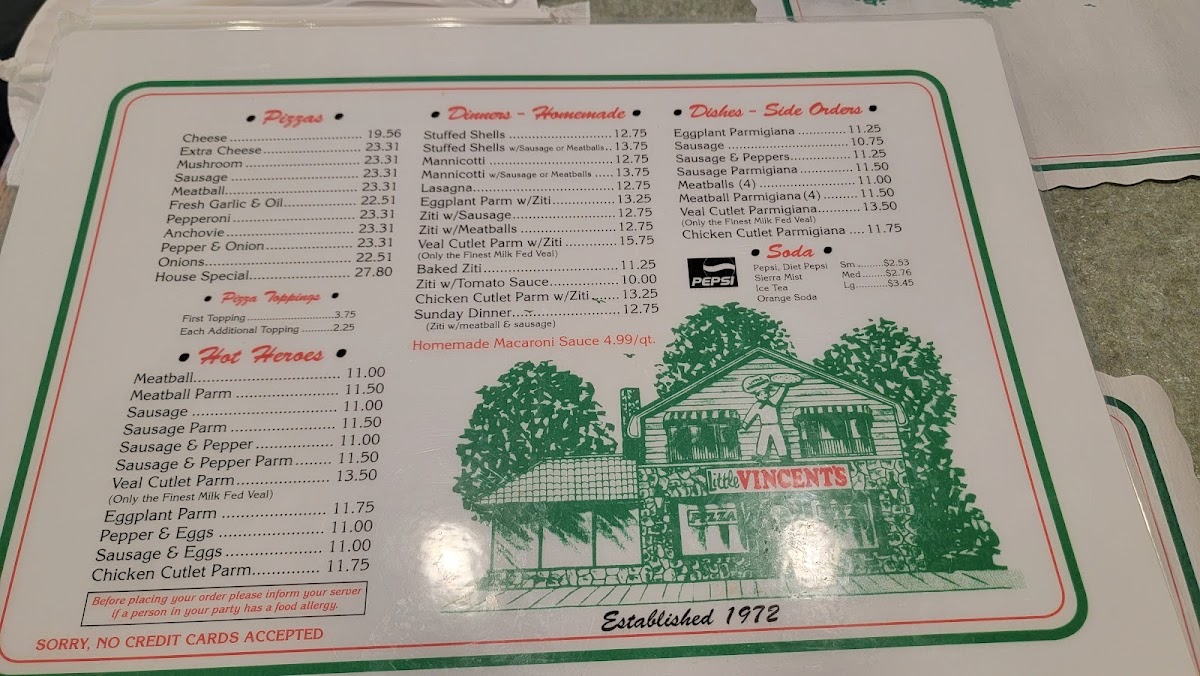 Pizzas
Cheese 19.56
Extra Cheese 23.31
Mushroom 23.31
Sausage 23.31
Meatball 23.31
Fresh Garlic & Oil 22.51
Pepperoni 23.31
Anchovie 23.31
Pepper & Onion 23.31
Onions 22.51
House Special 27.80
Pizza Toppings
First Topping 3.75
Each Additional Topping 2.25
Hot Heroes
Meatball 11.00
Meatball Parm 11.50
Sausage 11.00
Sausage Parm 11.50
Sausage & Pepper 11.00
Sausage & Pepper Parm 11.50
Veal Cutlet Parm 13.50
(Only the Finest Milk Fed Veal)
Eggplant Parm 11.75
Pepper & Eggs 11.00
Sausage & Eggs 11.00
Chicken Cutlet Parm 11.75
Before placing your order please inform your server
if a person in your party has a food allergy.
SORRY, NO CREDIT CARDS ACCEPTED
Dinners - Homemade
Stuffed Shells 12.75
Stuffed Shells w/Sausage or Meatballs 13.75
Mannicotti 12.75
Mannicotti w/Sausage or Meatballs 13.75
Lasagna 12.75
Eggplant Parm w/Ziti 13.25
Ziti w/Sausage 12.75
Ziti w/Meatballs 12.75
Veal Cutlet Parm w/Ziti 15.75
(Only the Finest Milk Fed Veal)
Baked Ziti 11.25
Ziti w/Tomato Sauce 10.00
Chicken Cutlet Parm w/Ziti 13.25
Sunday Dinner 12.75
(Ziti w/meatball & sausage)
Homemade Macaroni Sauce 4.99/qt.
Dishes - Side Orders
Eggplant Parmigiana 11.25
Sausage 10.75
Sausage & Peppers 11.25
Sausage Parmigiana 11.50
Meatballs (4) 11.00
Meatball Parmigiana (4) 11.50
Veal Cutlet Parmigiana 13.50
(Only the Finest Milk Fed Veal)
Chicken Cutlet Parmigiana 11.75
Soda
PEPSI
Pepsi, Diet Pepsi Sm. $2.53
Sierra Mist Med. $2.76
Ice Tea Lg. $3.45
Orange Soda
little VINCENT'S
PIZZA
Established 1972